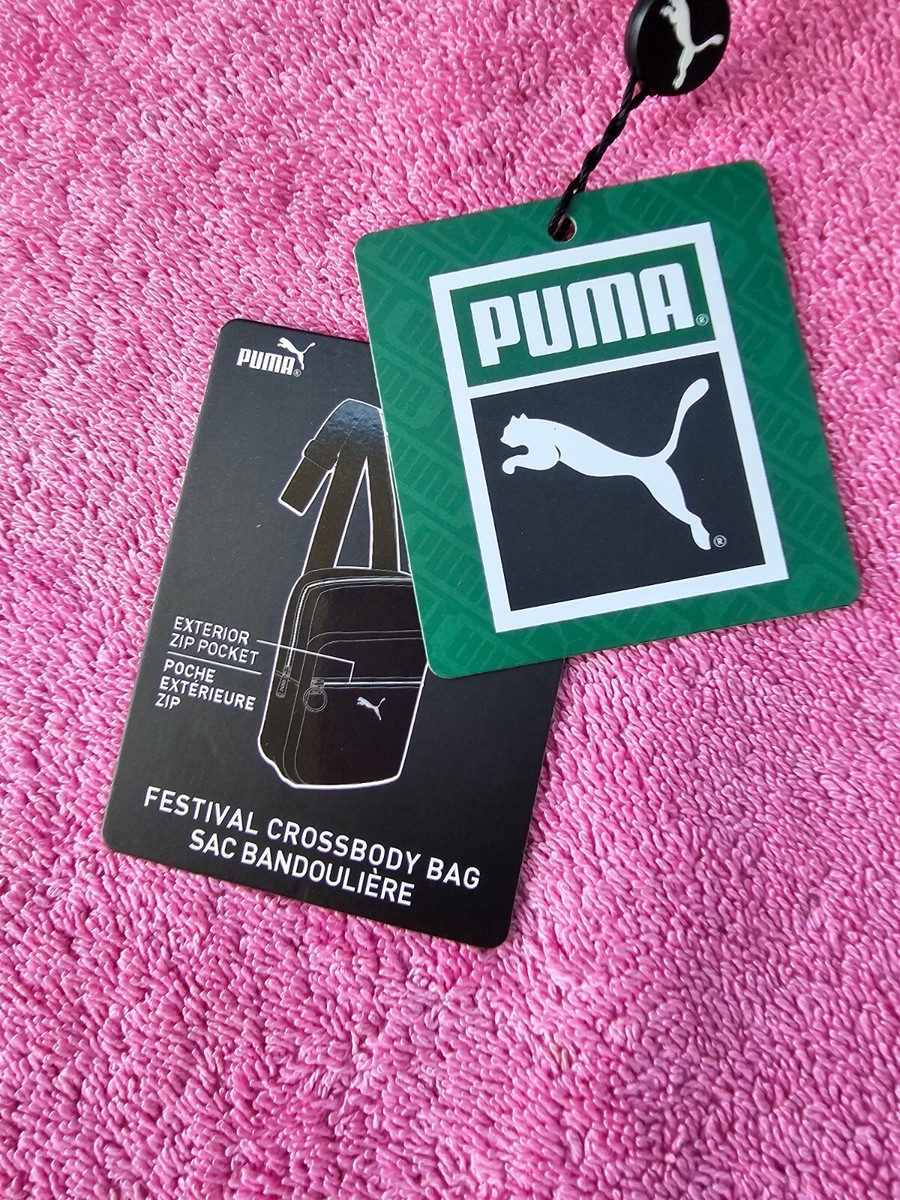 PUMA®
®
PUMA®
EXTERIOR
ZIP POCKET
POCHE
EXTÉRIEURE
ZIP
FESTIVAL CROSSBODY BAG
SAC BANDOULIÈRE